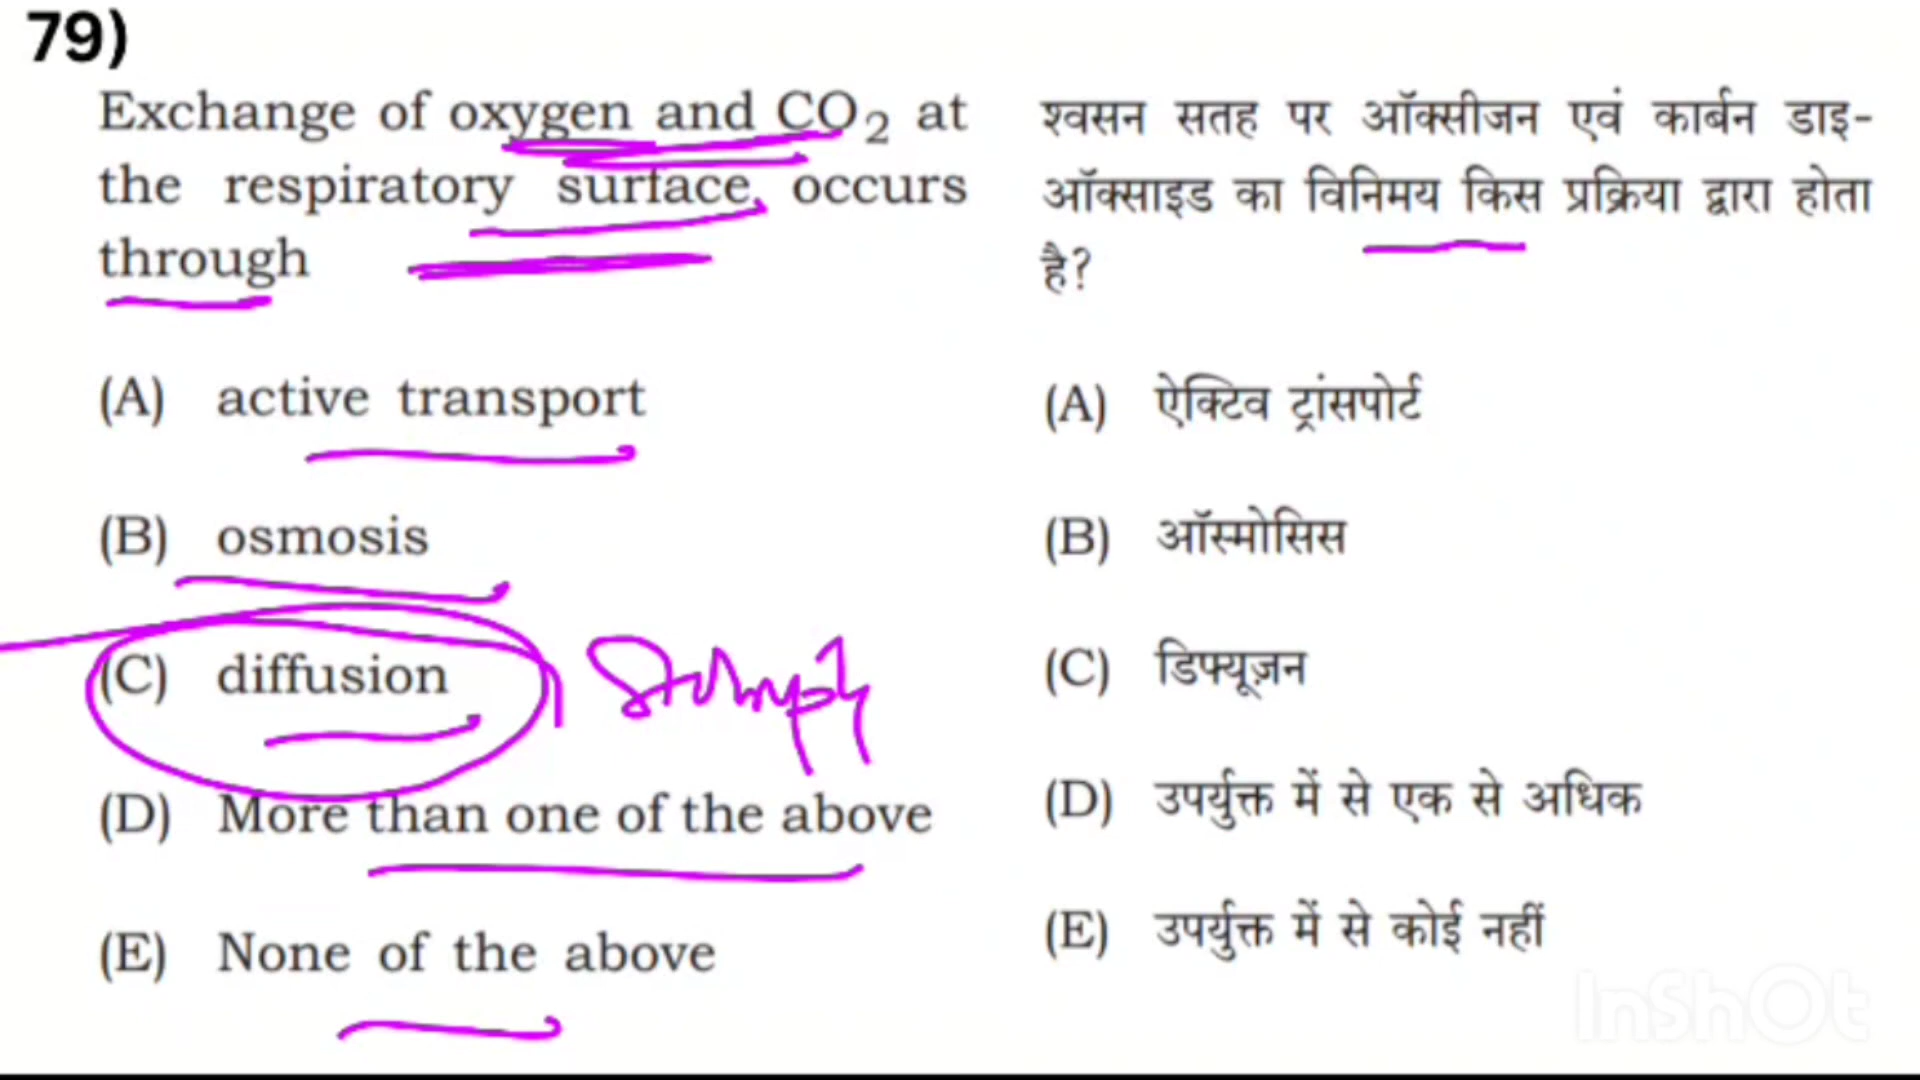 79)
Exchange of oxygen and CO₂ at
the respiratory surface, occurs
through
(A) active transport
(B) osmosis
(C) diffusion
(D) More than one of the above
(E) None of the above
श्वसन सतह पर ऑक्सीजन एवं कार्बन डाइ-
ऑक्साइड का विनिमय किस प्रक्रिया द्वारा होता
है?
(A) ऐक्टिव ट्रांसपोर्ट
(B) ऑस्मोसिस
(C) डिफ्यूज़न
(D) उपर्युक्त में से एक से अधिक
(E) उपर्युक्त में से कोई नहीं
InShOt